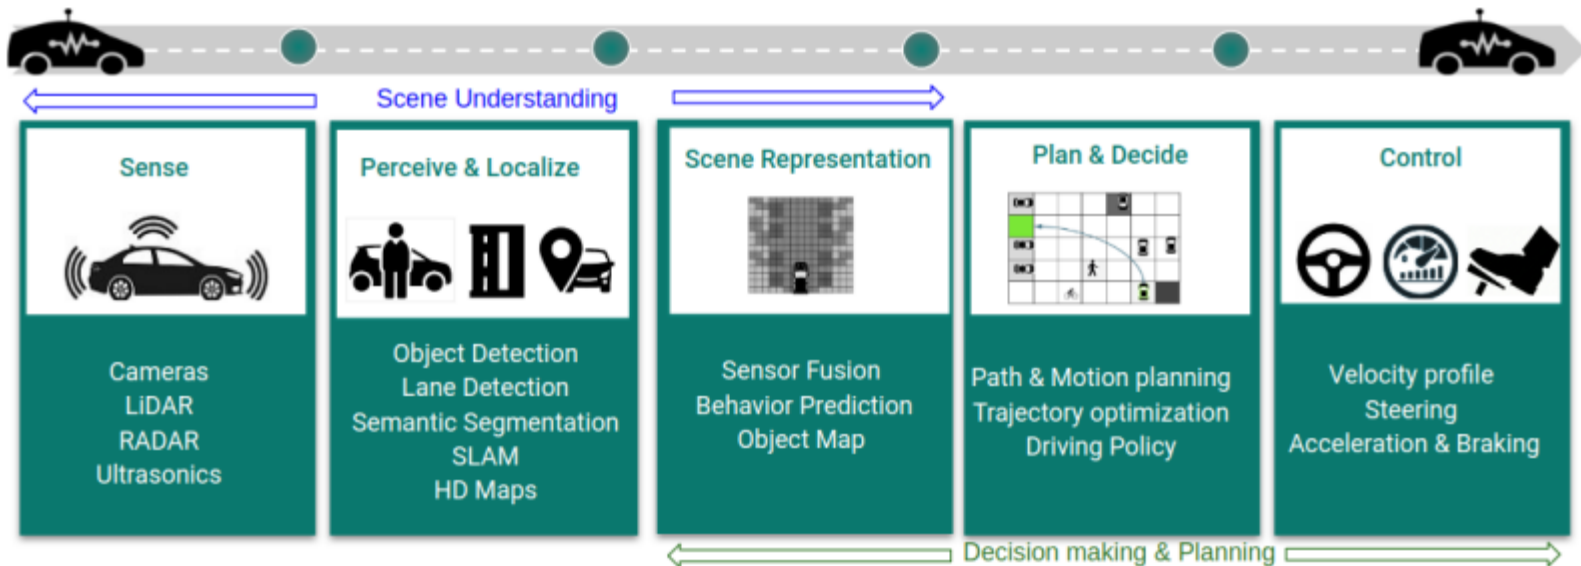 Scene Understanding
Sense
Cameras
LiDAR
RADAR
Ultrasonics
Perceive & Localize
Object Detection
Lane Detection
Semantic Segmentation
SLAM
HD Maps
Scene Representation
Sensor Fusion
Behavior Prediction
Object Map
Plan & Decide
Path & Motion planning
Trajectory optimization
Driving Policy
Control
Velocity profile
Steering
Acceleration & Braking
Decision making & Planning